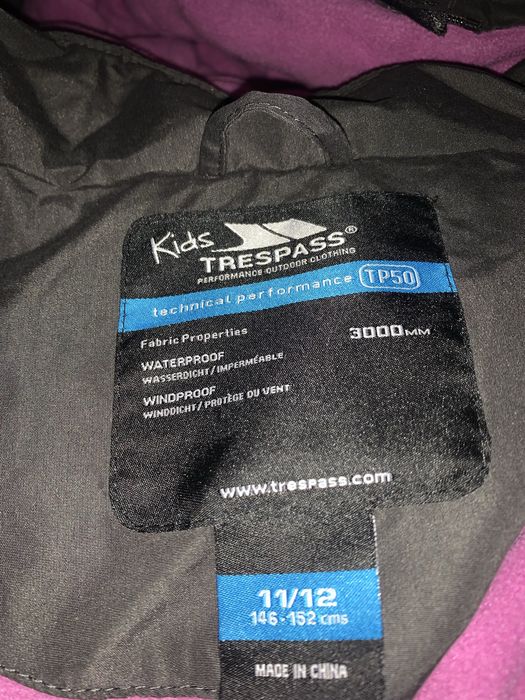 Kids
TRESPASS®
PERFORMANCE OUTDOOR CLOTHING
technical performance TP50
Fabric Properties 3000MM
WATERPROOF
WASSERDICHT/IMPERMÉABLE
WINDPROOF
WINDDICHT/PROTÈGE DU VENT
www.trespass.com
11/12
146-152 cms
MADE IN CHINA